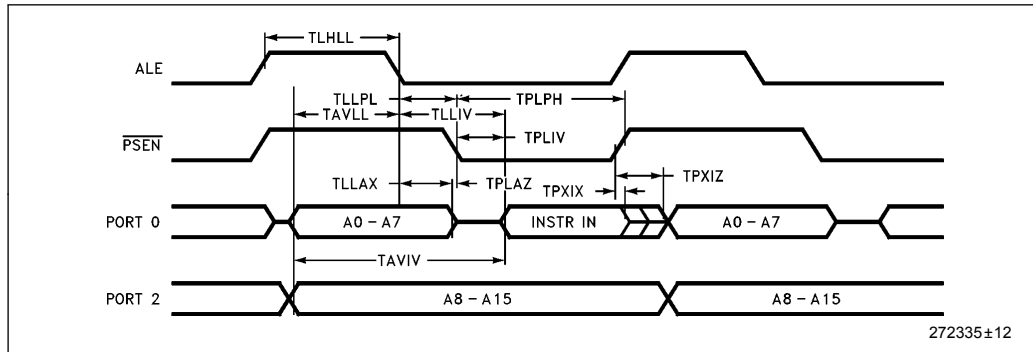 TLHLL
ALE
TLLPL
TPLPH
TAVLL
TLLIV
PSEN
TPLIV
TLLAX
TPLAZ
TPXIZ
TPXIX
PORT 0
A0 – A7
INSTR IN
A0 – A7
TAVIV
PORT 2
A8 – A15
A8 – A15
272335±12